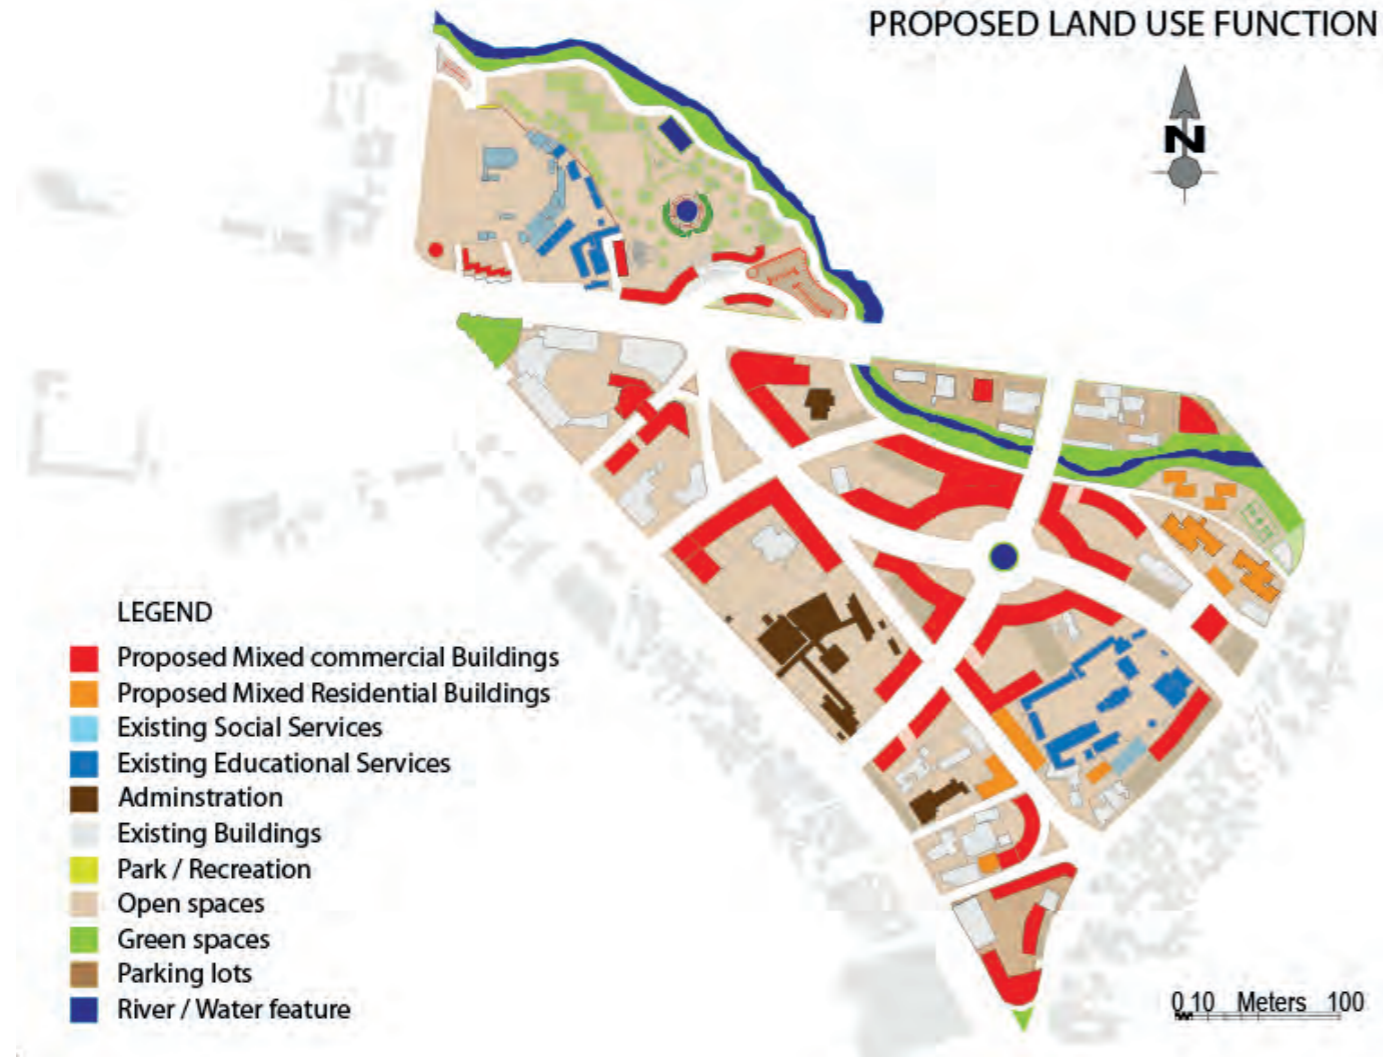 PROPOSED LAND USE FUNCTION
N
LEGEND
Proposed Mixed commercial Buildings
Proposed Mixed Residential Buildings
Existing Social Services
Existing Educational Services
Adminstration
Existing Buildings
Park / Recreation
Open spaces
Green spaces
Parking lots
River / Water feature
0 10 Meters 100